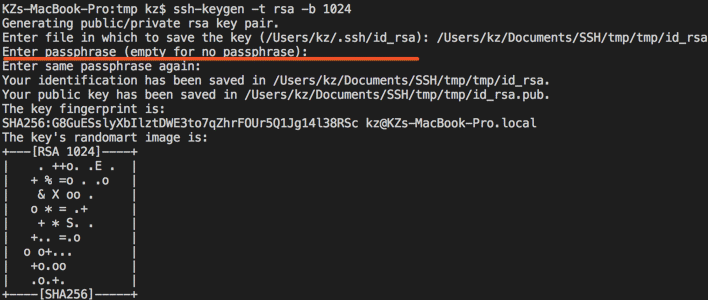 KZs-MacBook-Pro:tmp kz$ ssh-keygen -t rsa -b 1024
Generating public/private rsa key pair.
Enter file in which to save the key (/Users/kz/.ssh/id_rsa): /Users/kz/Documents/SSH/tmp/tmp/id_rsa
Enter passphrase (empty for no passphrase):
Enter same passphrase again:
Your identification has been saved in /Users/kz/Documents/SSH/tmp/tmp/id_rsa.
Your public key has been saved in /Users/kz/Documents/SSH/tmp/tmp/id_rsa.pub.
The key fingerprint is:
SHA256:G8GuESslyXbIlztDWE3to7qZhrFOUr5Q1Jg14l38RSc kz@KZs-MacBook-Pro.local
The key's randomart image is:
+---[RSA 1024]----+
|    . ++o. .E .  |
|   + % =o . .o   |
|    & X oo .     |
|   o * = .+      |
|    + * S. .     |
|   +.. =.o       |
|  o o+...        |
|   +o.oo         |
|   .o.+.         |
+----[SHA256]-----+